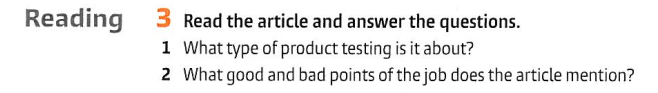 Reading 3 Read the article and answer the questions.
1 What type of product testing is it about?
2 What good and bad points of the job does the article mention?